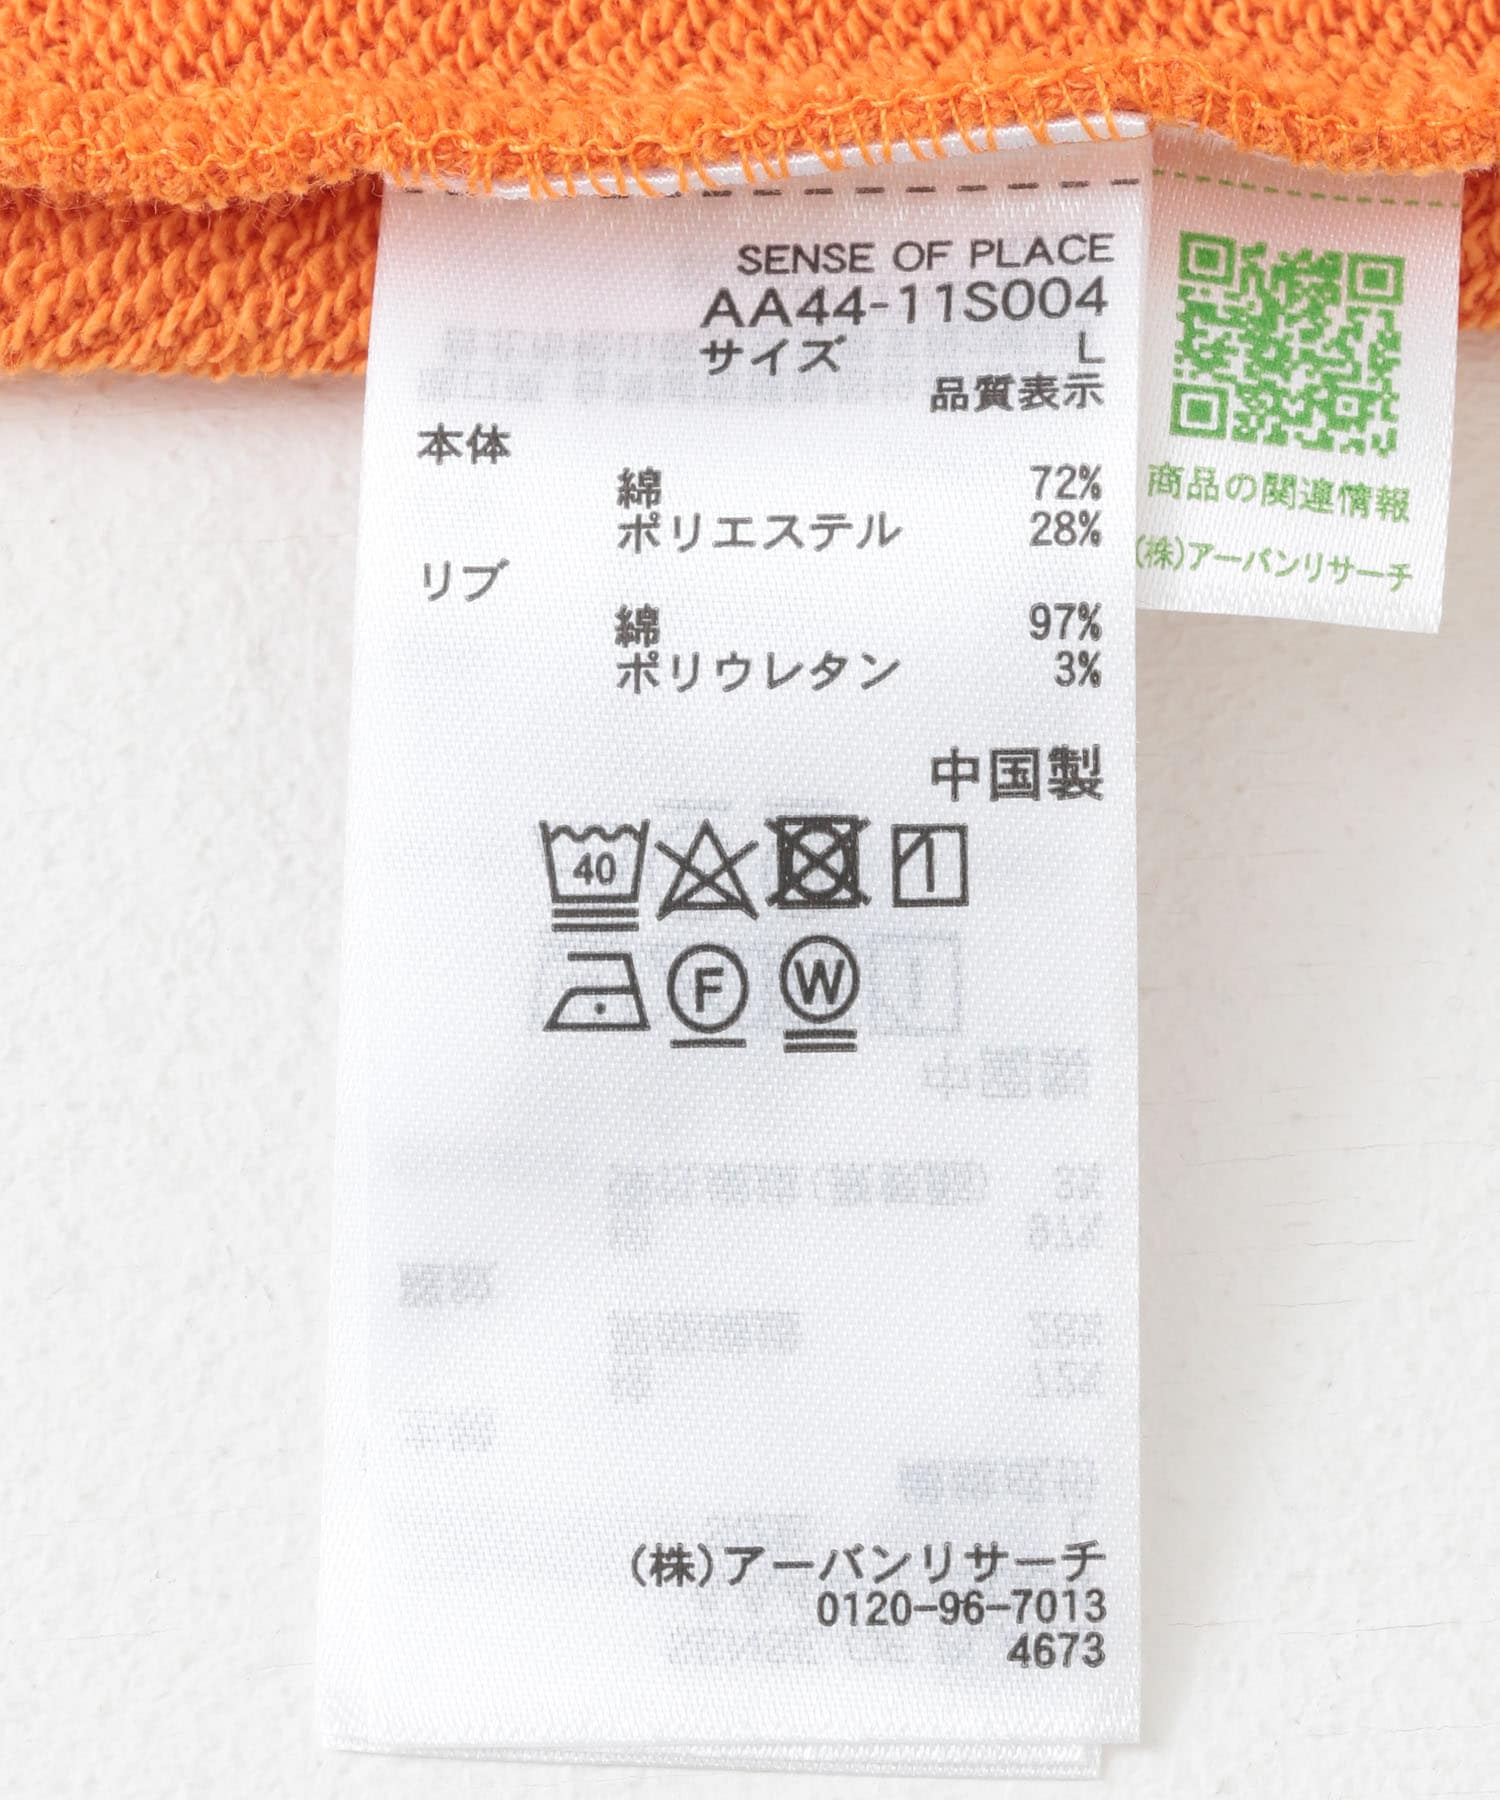 SENSE OF PLACE
AA44-11S004
サイズ L
品質表示
本体
綿 72%
ポリエステル 28%
リブ
綿 97%
ポリウレタン 3%
中国製
40
F
W
(株)アーバンリサーチ
0120-96-7013
4673
商品の関連情報
(株)アーバンリサーチ